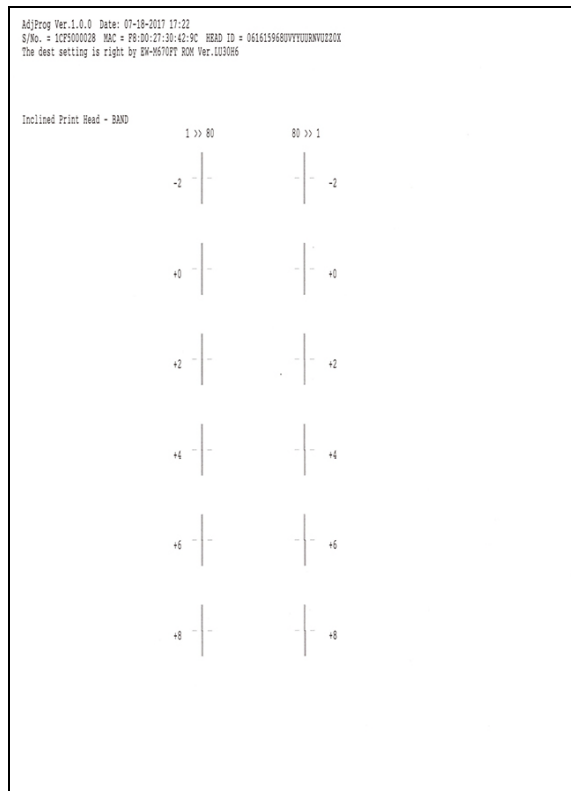 AdjProg Ver.1.0.0 Date: 07-18-2017 17:22
S/No. = 1CF5000028 MAC = F8:D0:27:30:42:9C HEAD ID = 061615968UVYYUURNVUZZ0X
The dest setting is right by EW-M670FT ROM Ver.LU30H6
Inclined Print Head - BAND
1 >> 80 80 >> 1
-2 -2
+0 +0
+2 +2
+4 +4
+6 +6
+8 +8